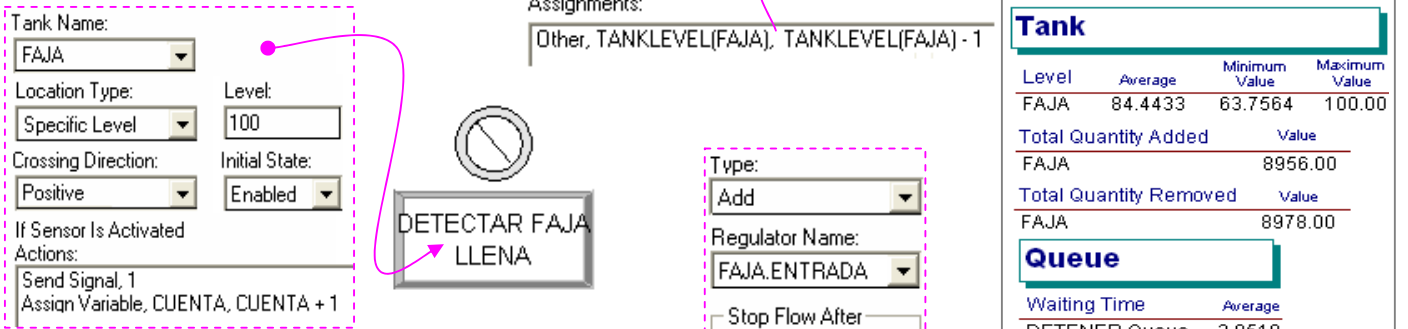 Tank Name:
FAJA
Location Type:
Level:
Specific Level
100
Crossing Direction:
Initial State:
Positive
Enabled
If Sensor Is Activated
Actions:
Send Signal, 1
Assign Variable, CUENTA, CUENTA + 1
Assignments:
Other, TANKLEVEL(FAJA), TANKLEVEL(FAJA) - 1
DETECTAR FAJA
LLENA
Type:
Add
Regulator Name:
FAJA.ENTRADA
Stop Flow After
Tank
Level Average Minimum Value Maximum Value
FAJA 84.4433 63.7564 100.00
Total Quantity Added Value
FAJA 8956.00
Total Quantity Removed Value
FAJA 8978.00
Queue
Waiting Time Average
DETENER Queue